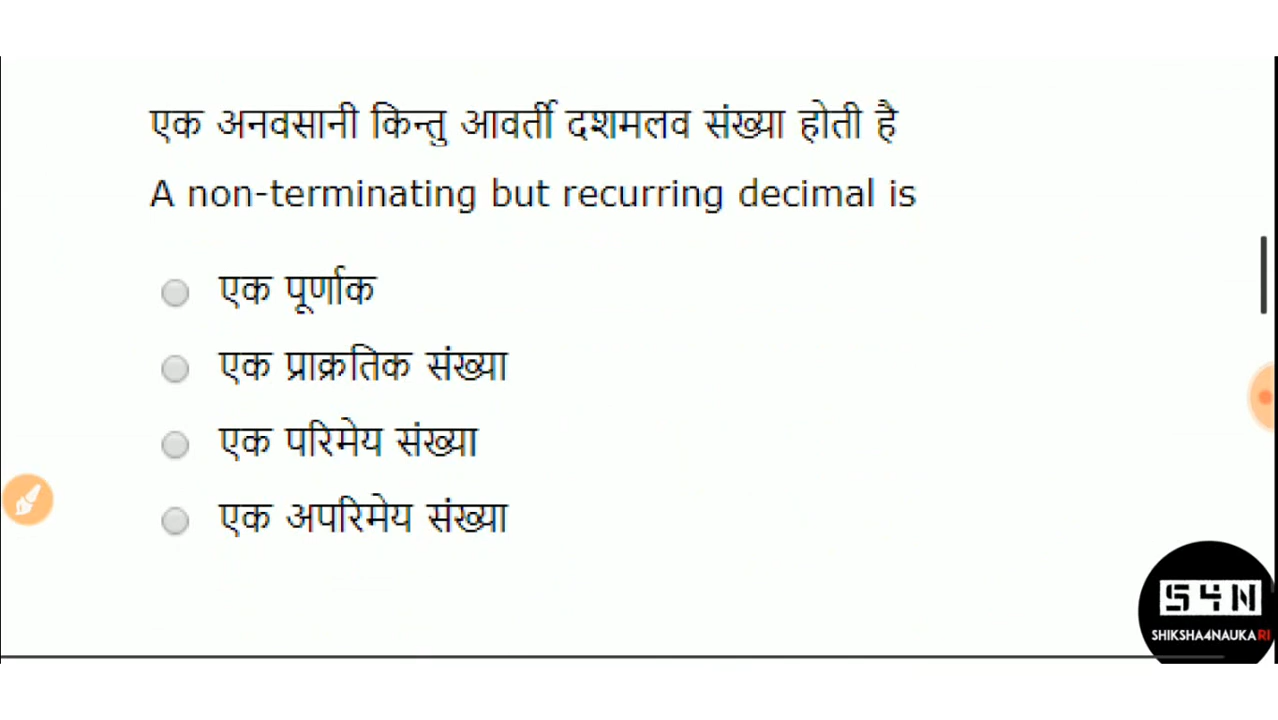 एक अनवसानी किन्तु आवर्ती दशमलव संख्या होती है
A non-terminating but recurring decimal is
एक पूर्णाक
एक प्राक्रतिक संख्या
एक परिमेय संख्या
एक अपरिमेय संख्या
S4N
SHIKSHA4NAUKARI